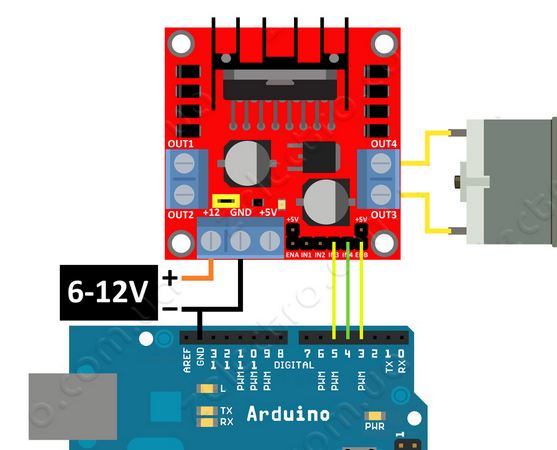 OUT1
OUT4
OUT2
+12 GND +5V
OUT3
+5V
+5V
ENA IN1 IN2 IN3 IN4 ENB
6-12V
+
−
AREF
GND
13
12
PWM 11
PWM 10
PWM 9
8
7
PWM 6
PWM 5
4
PWM 3
2
TX 1
RX 0
DIGITAL
L
TX
RX
Arduino
PWR
1